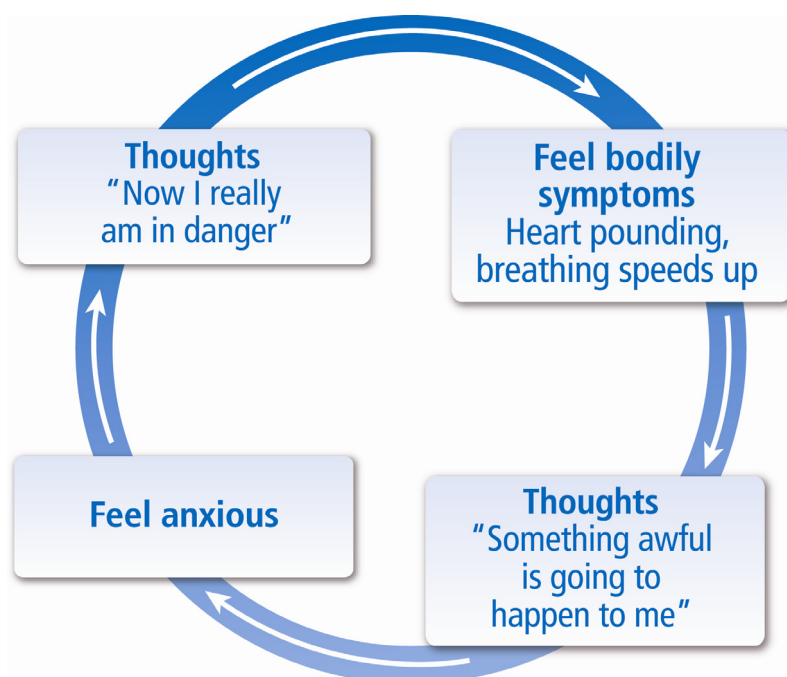 Thoughts
“Now I really
am in danger”
Feel bodily
symptoms
Heart pounding,
breathing speeds up
Thoughts
“Something awful
is going to
happen to me”
Feel anxious